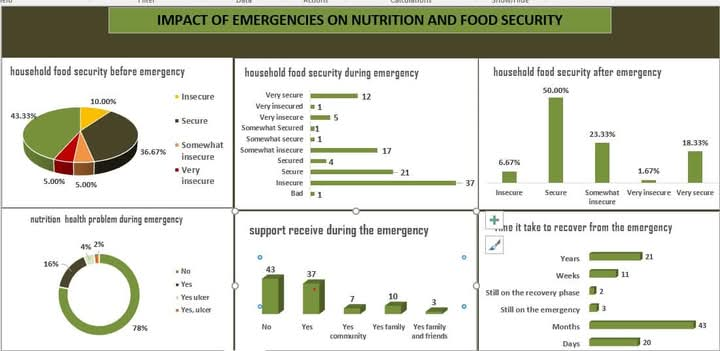 Filter
Data
Actions
Calculations
Show/Hide
IMPACT OF EMERGENCIES ON NUTRITION AND FOOD SECURITY
household food security before emergency
10.00%
43.33%
36.67%
5.00%
5.00%
Insecure
Secure
Somewhat
insecure
Very
insecure
household food security during emergency
Very secure 12
Very insecured 1
Very insecure 5
Somewhat Secured 1
Somewhat secure 1
Somewhat insecure 17
Secured 4
Secure 21
Insecure 37
Bad 1
household food security after emergency
50.00%
23.33%
18.33%
6.67%
1.67%
Insecure Secure Somewhat Very insecure Very secure
insecure
nutrition health problem during emergency
4% 2%
16%
78%
No
Yes
Yes ulcer
Yes, ulcer
support receive during the emergency
43
37
7
10
3
No Yes Yes Yes family Yes family
community and friends
it take to recover from the emergency
Years 21
Weeks 11
Still on the recovery phase 2
Still on the emergency 3
Months 43
Days 20